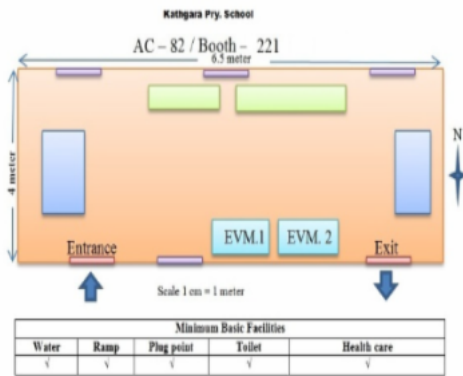 Kathgara Pry. School
AC – 82 / Booth – 221
6.5 meter
4 meter
N
EVM.1 EVM. 2
Entrance Exit
Scale 1 cm = 1 meter
Minimum Basic Facilities
Water Ramp Plug point Toilet Health care
√ √ √ √ √